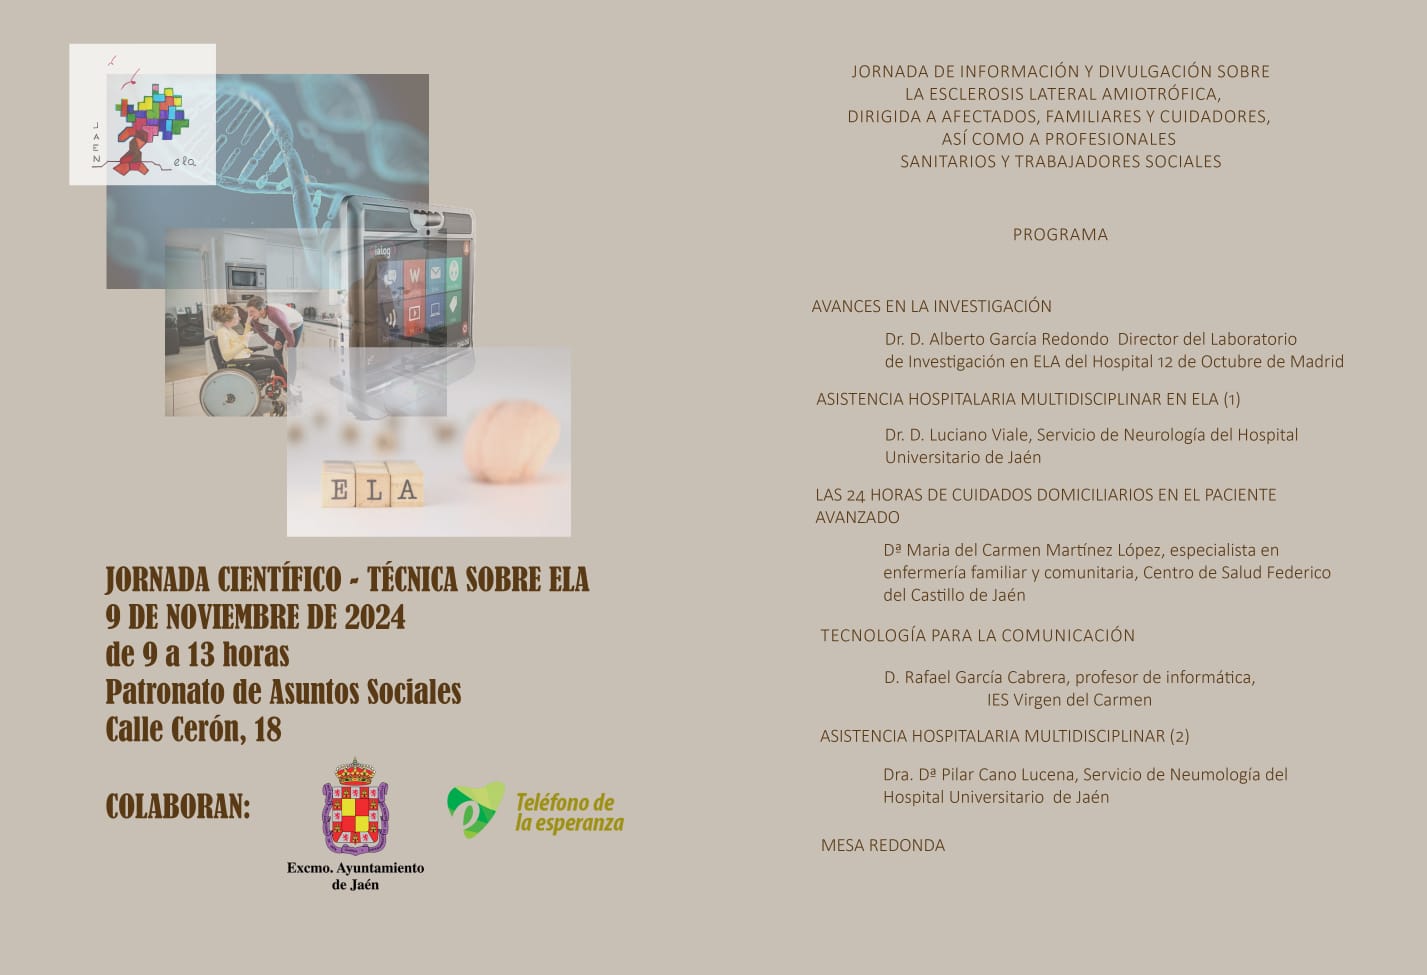 JAEN
ela
ialog
W
ELA
JORNADA CIENTÍFICO - TÉCNICA SOBRE ELA
9 DE NOVIEMBRE DE 2024
de 9 a 13 horas
Patronato de Asuntos Sociales
Calle Cerón, 18
COLABORAN:
Excmo. Ayuntamiento
de Jaén
Teléfono de
la esperanza
JORNADA DE INFORMACIÓN Y DIVULGACIÓN SOBRE
LA ESCLEROSIS LATERAL AMIOTRÓFICA,
DIRIGIDA A AFECTADOS, FAMILIARES Y CUIDADORES,
ASÍ COMO A PROFESIONALES
SANITARIOS Y TRABAJADORES SOCIALES
PROGRAMA
AVANCES EN LA INVESTIGACIÓN
Dr. D. Alberto García Redondo Director del Laboratorio
de Investigación en ELA del Hospital 12 de Octubre de Madrid
ASISTENCIA HOSPITALARIA MULTIDISCIPLINAR EN ELA (1)
Dr. D. Luciano Viale, Servicio de Neurología del Hospital
Universitario de Jaén
LAS 24 HORAS DE CUIDADOS DOMICILIARIOS EN EL PACIENTE
AVANZADO
Dª Maria del Carmen Martínez López, especialista en
enfermería familiar y comunitaria, Centro de Salud Federico
del Castillo de Jaén
TECNOLOGÍA PARA LA COMUNICACIÓN
D. Rafael García Cabrera, profesor de informática,
IES Virgen del Carmen
ASISTENCIA HOSPITALARIA MULTIDISCIPLINAR (2)
Dra. Dª Pilar Cano Lucena, Servicio de Neumología del
Hospital Universitario de Jaén
MESA REDONDA